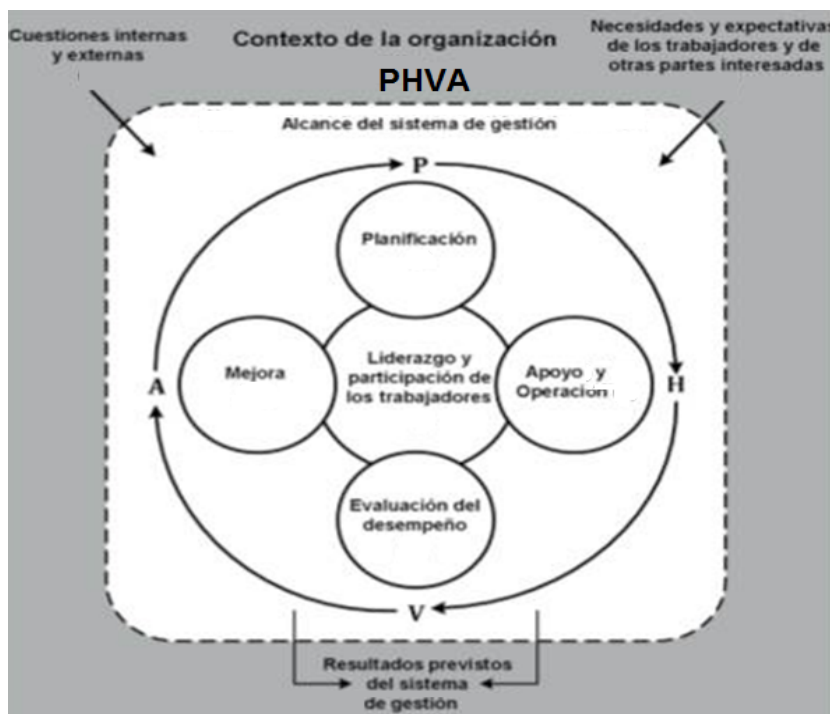 Cuestiones internas
y externas
Contexto de la organización
Necesidades y expectativas
de los trabajadores y de
otras partes interesadas
PHVA
Alcance del sistema de gestión
P
Planificación
Mejora
Liderazgo y
participación de
los trabajadores
Apoyo y
Operación
A
H
Evaluación del
desempeño
V
Resultados previstos
del sistema
de gestión